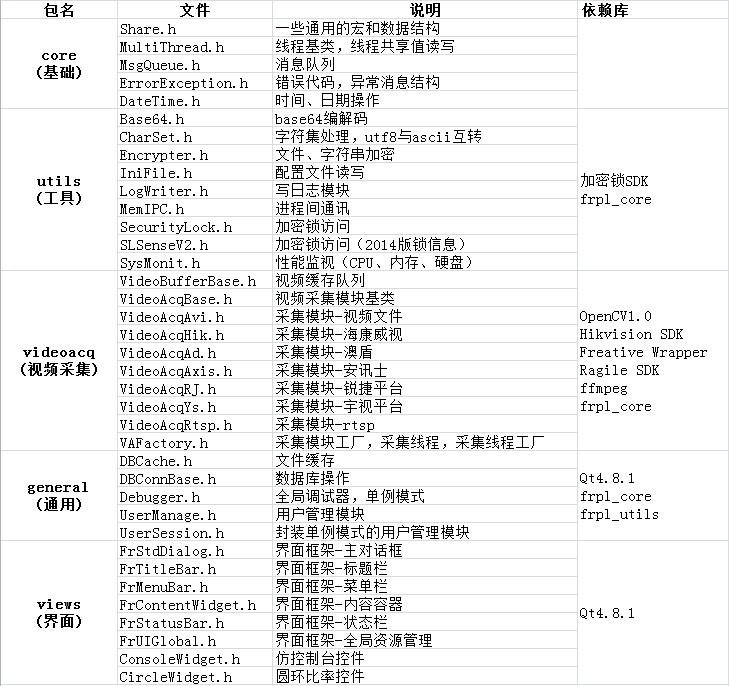 包名 文件 说明 依赖库
core
(基础)
Share.h 一些通用的宏和数据结构
MultiThread.h 线程基类，线程共享值读写
MsgQueue.h 消息队列
ErrorException.h 错误代码，异常消息结构
DateTime.h 时间、日期操作
utils
(工具)
Base64.h base64编解码
CharSet.h 字符集处理，utf8与ascii互转
Encrypter.h 文件、字符串加密
IniFile.h 配置文件读写
LogWriter.h 写日志模块
MemIPC.h 进程间通讯
SecurityLock.h 加密锁访问
SLSenseV2.h 加密锁访问（2014版锁信息）
SysMonit.h 性能监视（CPU、内存、硬盘）
加密锁SDK
frpl_core
videoacq
(视频采集)
VideoBufferBase.h 视频缓存队列
VideoAcqBase.h 视频采集模块基类
VideoAcqAvi.h 采集模块-视频文件
VideoAcqHik.h 采集模块-海康威视
VideoAcqAd.h 采集模块-澳盾
VideoAcqAxis.h 采集模块-安讯士
VideoAcqRJ.h 采集模块-锐捷平台
VideoAcqYs.h 采集模块-宇视平台
VideoAcqRtsp.h 采集模块-rtsp
VAFactory.h 采集模块工厂，采集线程，采集线程工厂
OpenCV1.0
Hikvision SDK
Freative Wrapper
Ragile SDK
ffmpeg
frpl_core
general
(通用)
DBCache.h 文件缓存
DBConnBase.h 数据库操作
Debugger.h 全局调试器，单例模式
UserManage.h 用户管理模块
UserSession.h 封装单例模式的用户管理模块
Qt4.8.1
frpl_core
frpl_utils
views
(界面)
FrStdDialog.h 界面框架-主对话框
FrTitleBar.h 界面框架-标题栏
FrMenuBar.h 界面框架-菜单栏
FrContentWidget.h 界面框架-内容容器
FrStatusBar.h 界面框架-状态栏
FrUIGlobal.h 界面框架-全局资源管理
ConsoleWidget.h 仿控制台控件
CircleWidget.h 圆环比率控件
Qt4.8.1